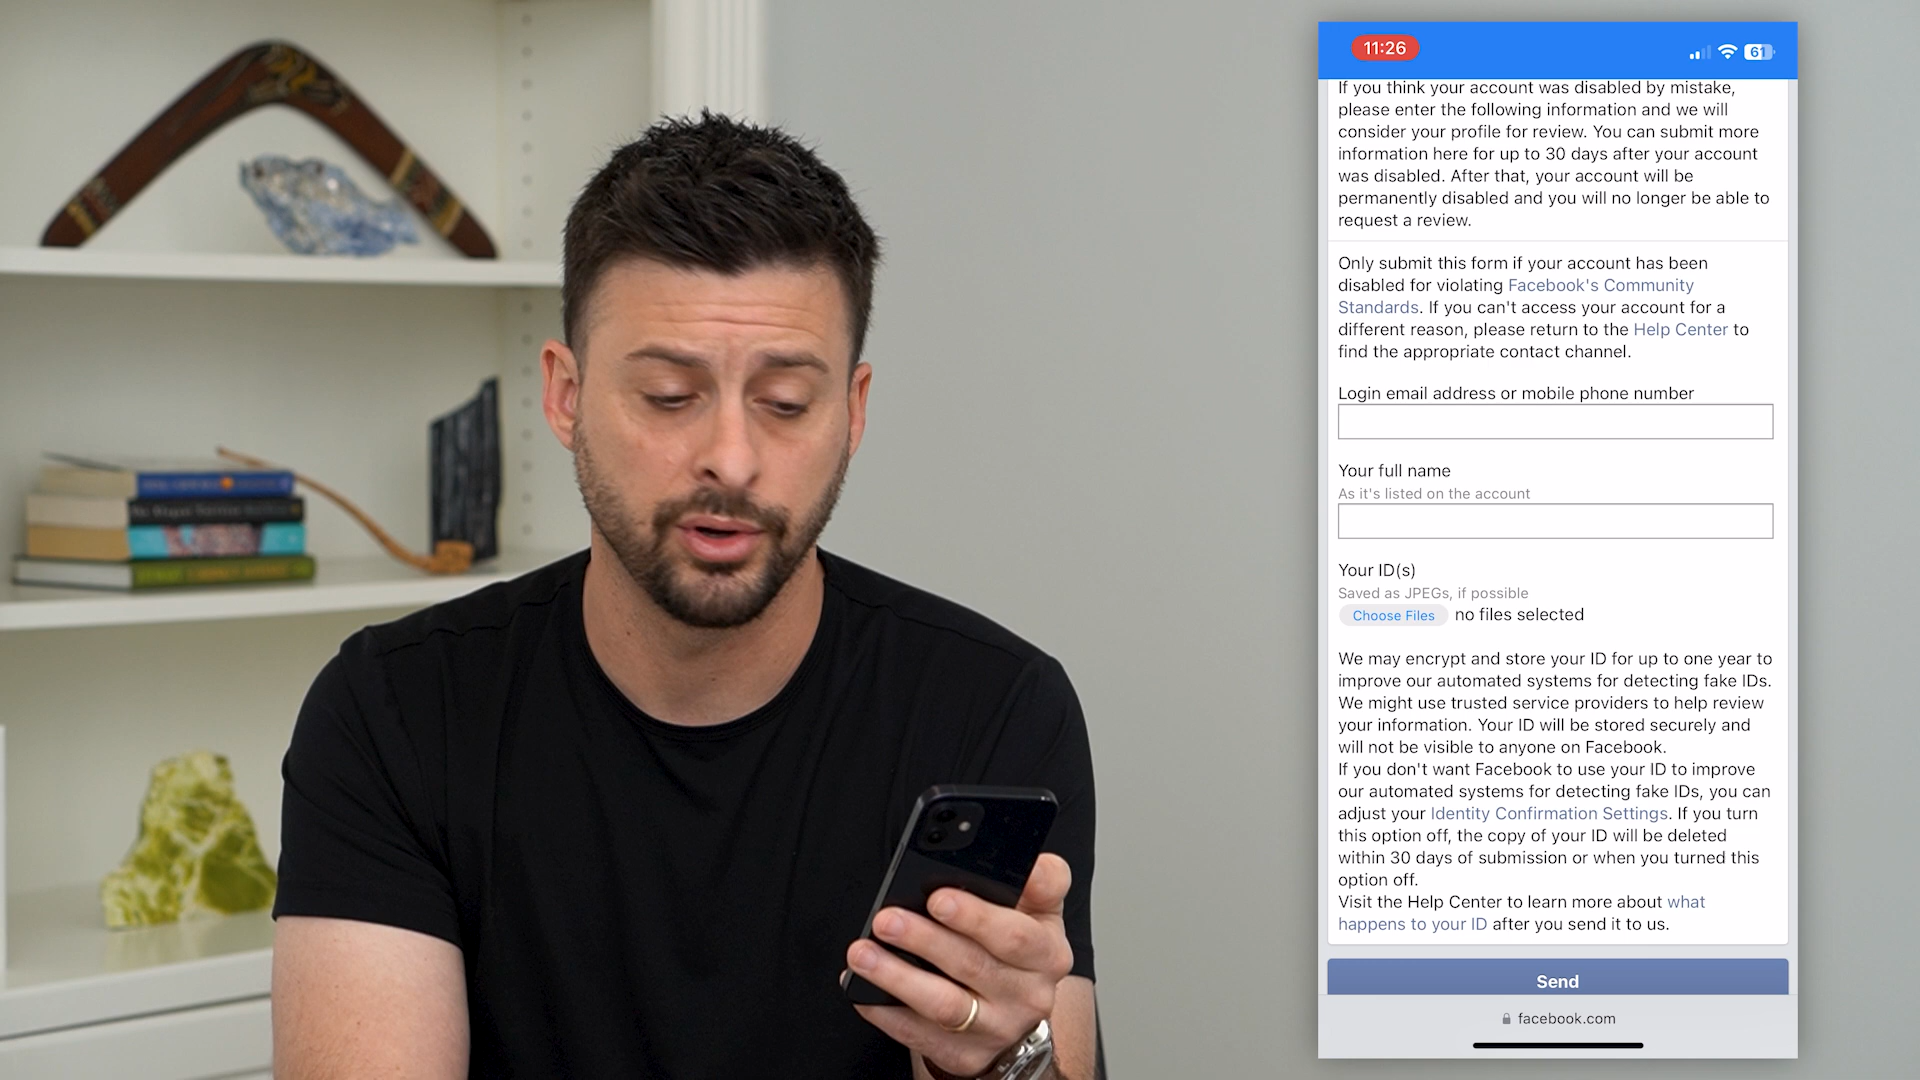 11:26
61
If you think your account was disabled by mistake,
please enter the following information and we will
consider your profile for review. You can submit more
information here for up to 30 days after your account
was disabled. After that, your account will be
permanently disabled and you will no longer be able to
request a review.
Only submit this form if your account has been
disabled for violating Facebook's Community
Standards. If you can't access your account for a
different reason, please return to the Help Center to
find the appropriate contact channel.
Login email address or mobile phone number
Your full name
As it's listed on the account
Your ID(s)
Saved as JPEGs, if possible
Choose Files no files selected
We may encrypt and store your ID for up to one year to
improve our automated systems for detecting fake IDs.
We might use trusted service providers to help review
your information. Your ID will be stored securely and
will not be visible to anyone on Facebook.
If you don't want Facebook to use your ID to improve
our automated systems for detecting fake IDs, you can
adjust your Identity Confirmation Settings. If you turn
this option off, the copy of your ID will be deleted
within 30 days of submission or when you turned this
option off.
Visit the Help Center to learn more about what
happens to your ID after you send it to us.
Send
facebook.com